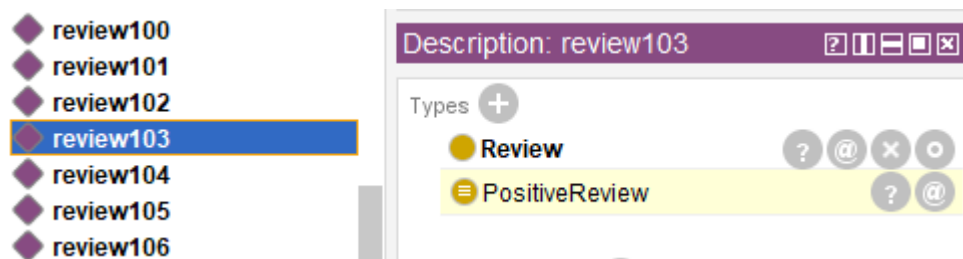 review100
review101
review102
review103
review104
review105
review106
Description: review103
Types
Review
? @
PositiveReview
? @